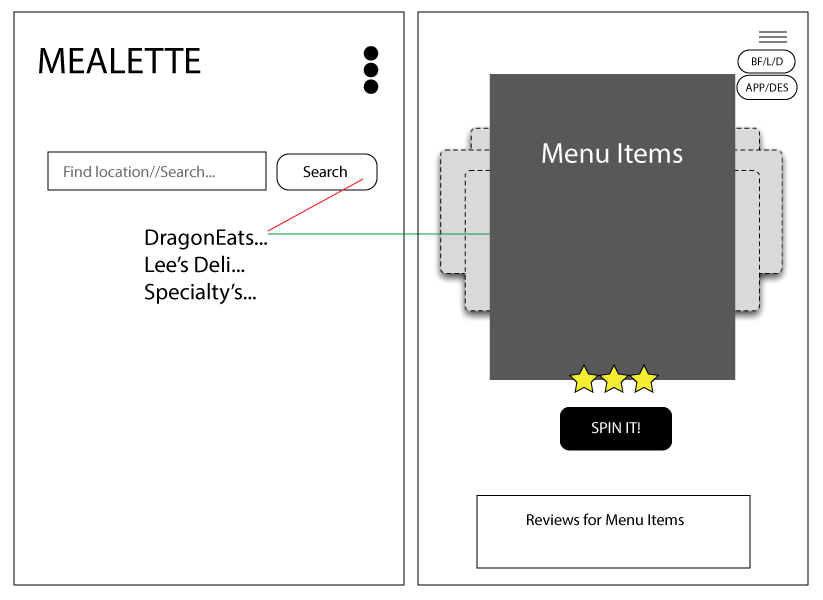 MEALETTE
Find location//Search...
Search
DragonEats...
Lee's Deli...
Specialty's...
BF/L/D
APP/DES
Menu Items
SPIN IT!
Reviews for Menu Items